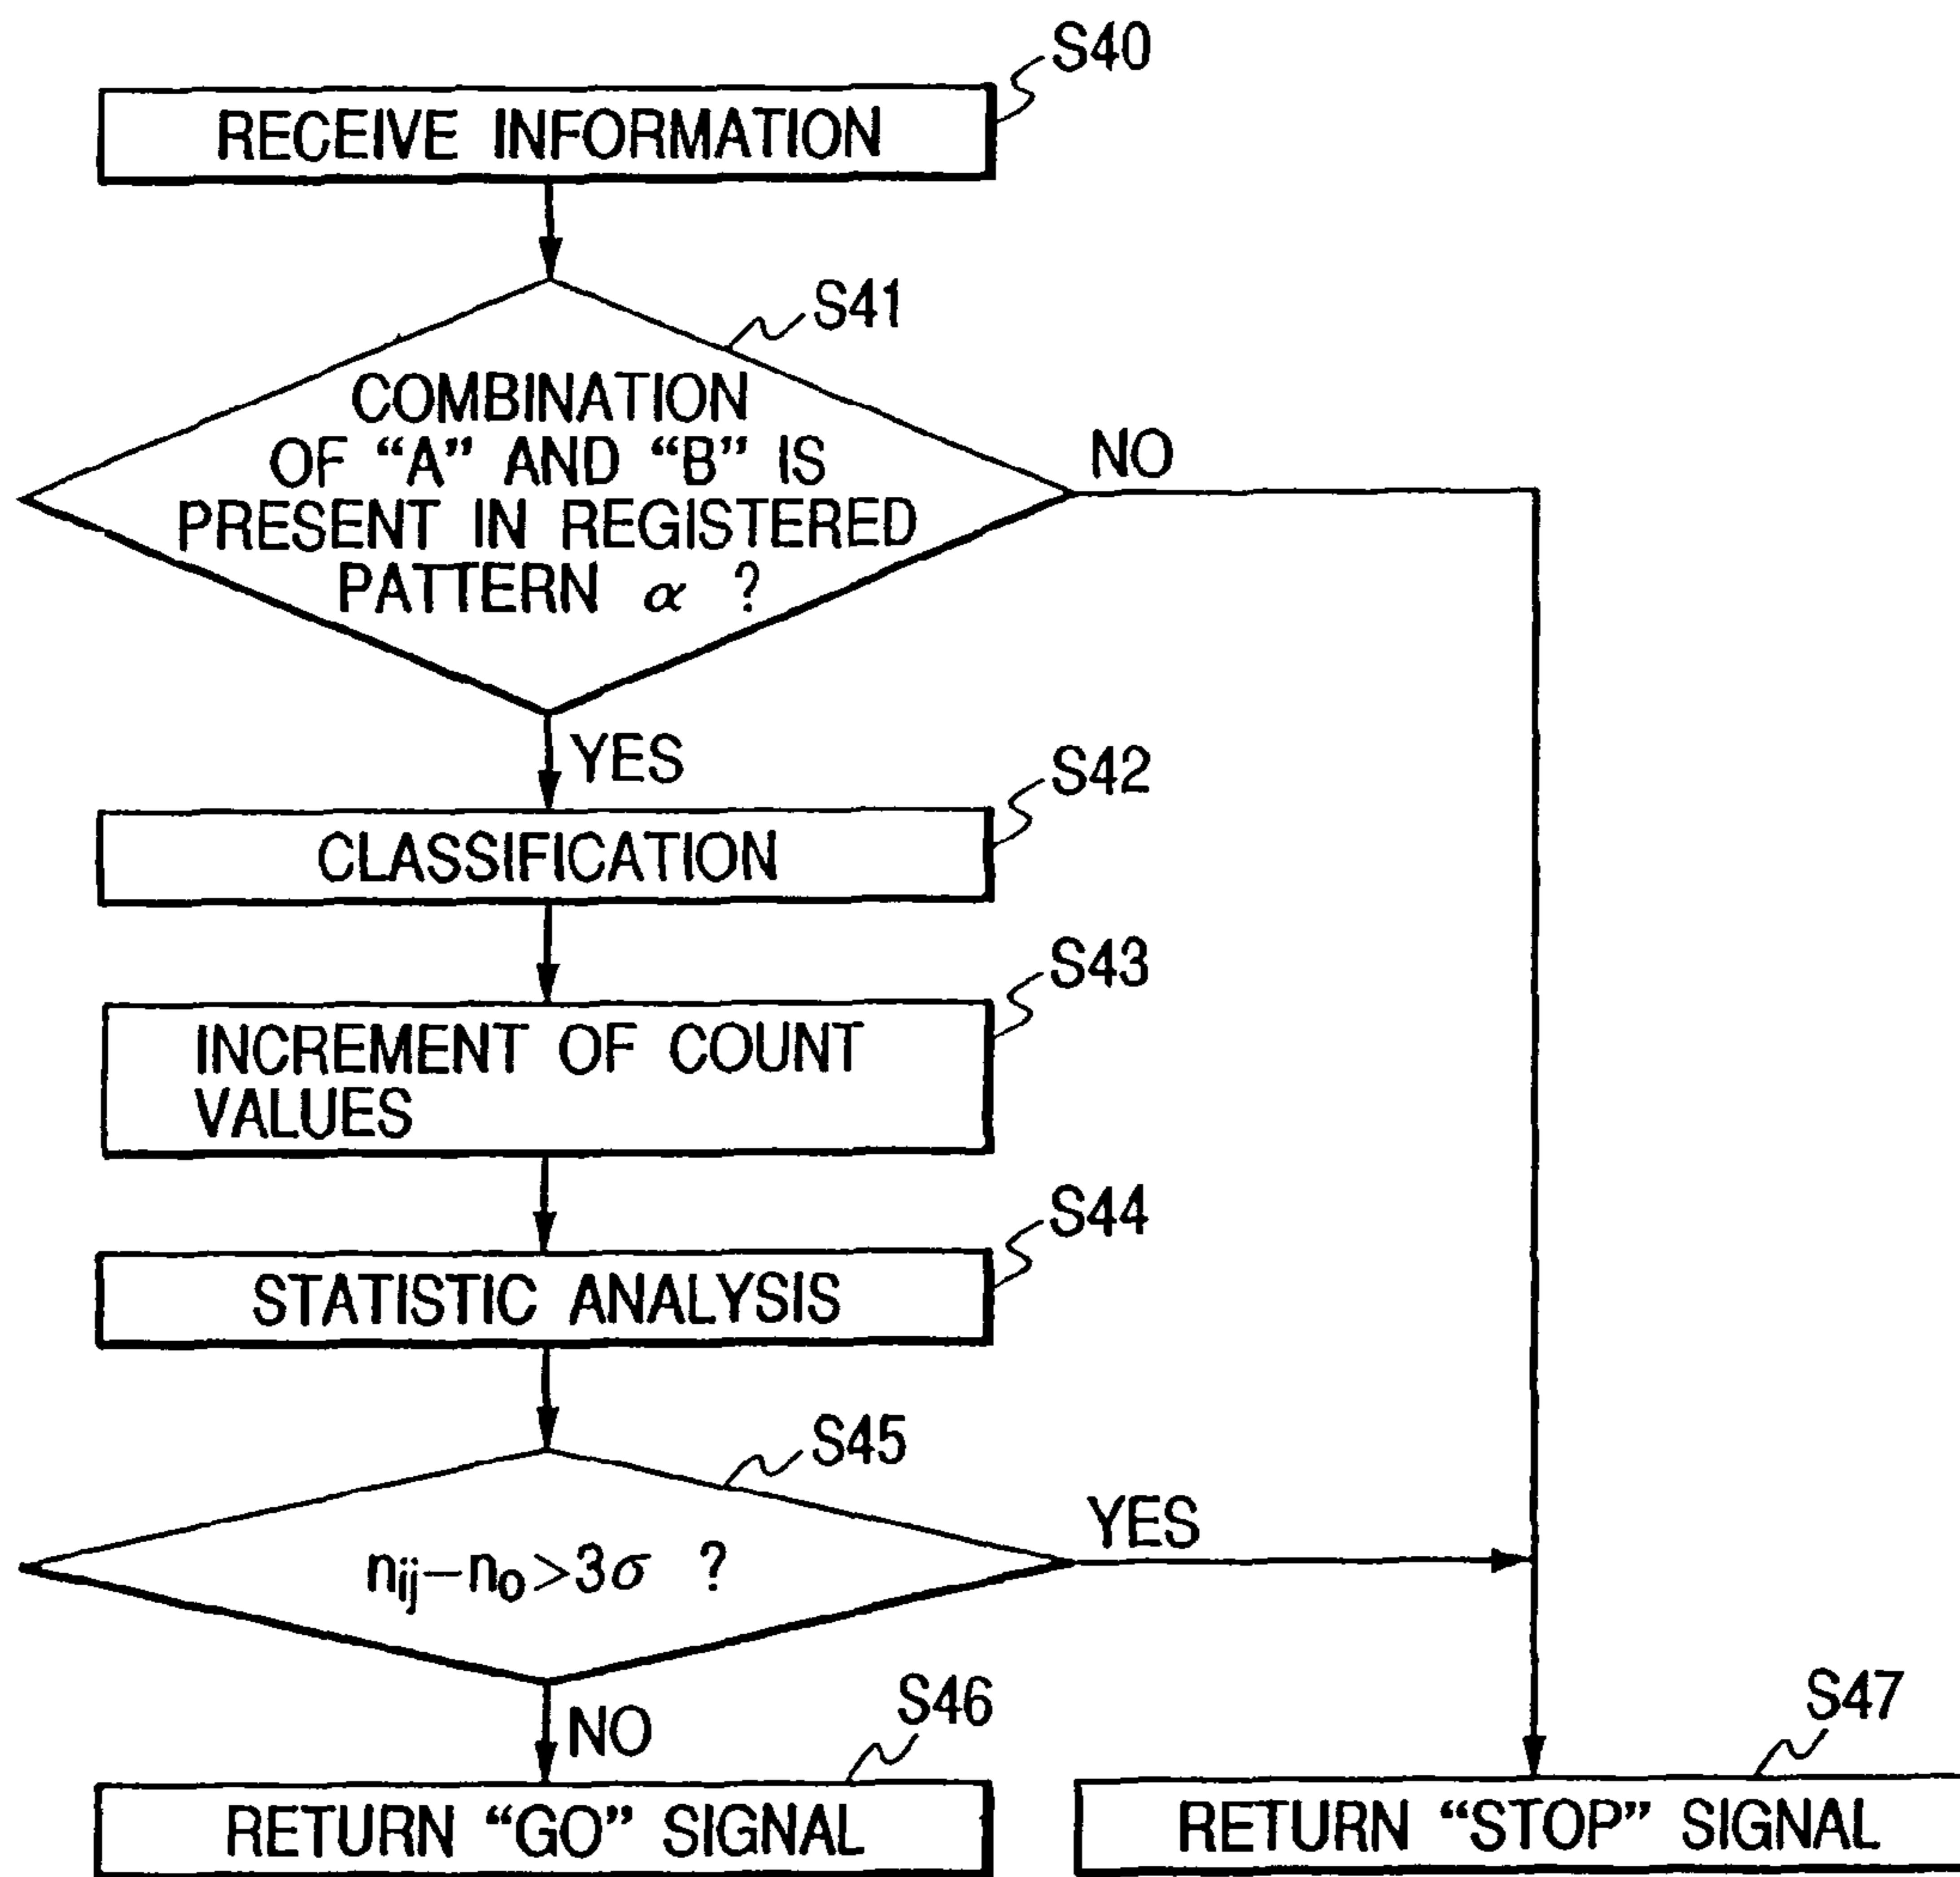 S40
RECEIVE INFORMATION
S41
COMBINATION
OF “A” AND “B” IS
PRESENT IN REGISTERED
PATTERN α ?
NO
YES
S42
CLASSIFICATION
S43
INCREMENT OF COUNT
VALUES
S44
STATISTIC ANALYSIS
S45
nij−n0>3σ ?
YES
NO
S46
S47
RETURN “GO” SIGNAL
RETURN “STOP” SIGNAL